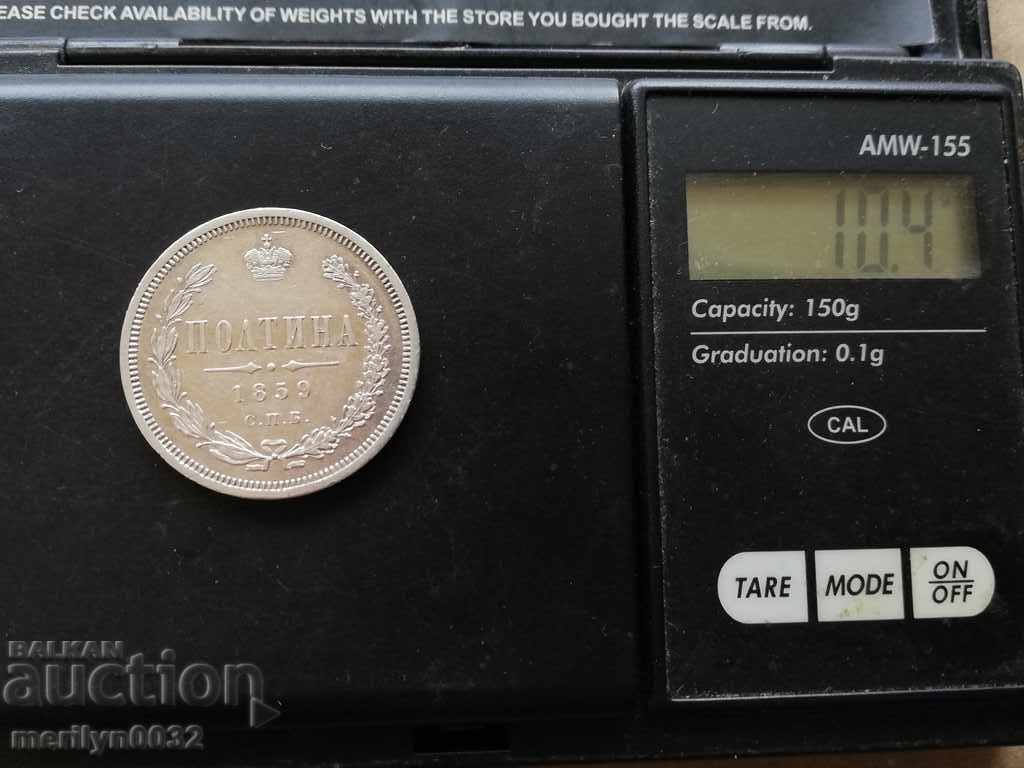 EASE CHECK AVAILABILITY OF WEIGHTS WITH THE STORE YOU BOUGHT THE SCALE FROM.
AMW-155
10.4
Capacity: 150g
Graduation: 0.1g
CAL
TARE
MODE
ON
OFF
ПОЛТИНА
1859
С.П.Б.
BALKAN
auction
merilyn0032